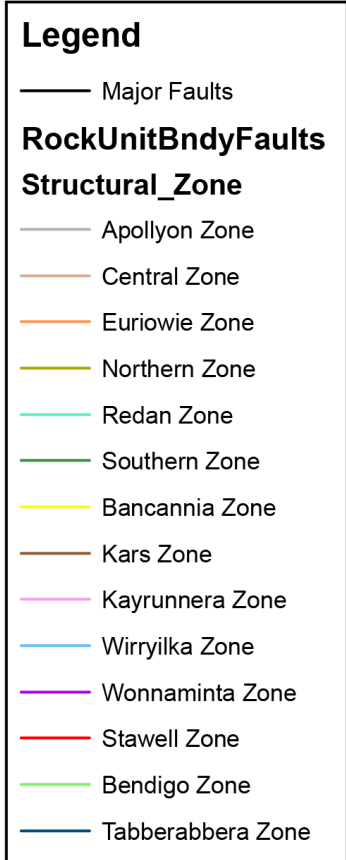 Legend
Major Faults
RockUnitBndyFaults
Structural_Zone
Apollyon Zone
Central Zone
Euriowie Zone
Northern Zone
Redan Zone
Southern Zone
Bancannia Zone
Kars Zone
Kayrunnera Zone
Wirryilka Zone
Wonnaminta Zone
Stawell Zone
Bendigo Zone
Tabberabbera Zone